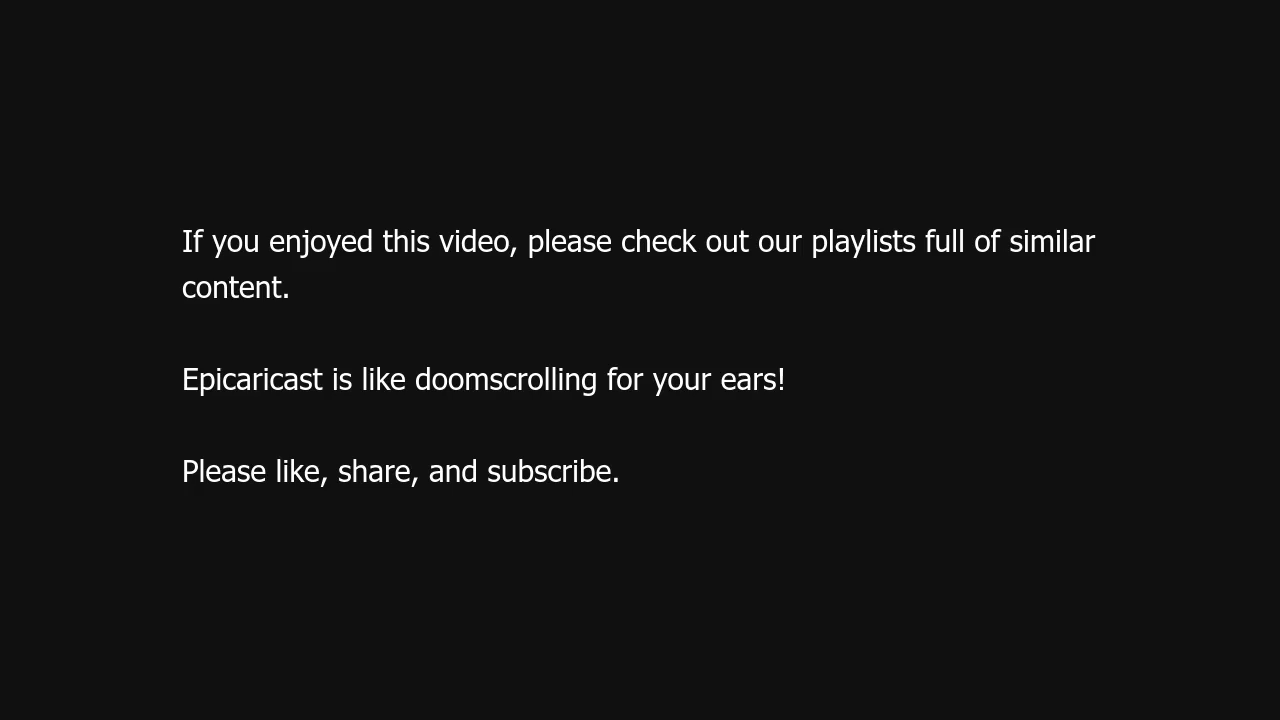 If you enjoyed this video, please check out our playlists full of similar
content.
Epicaricast is like doomscrolling for your ears!
Please like, share, and subscribe.